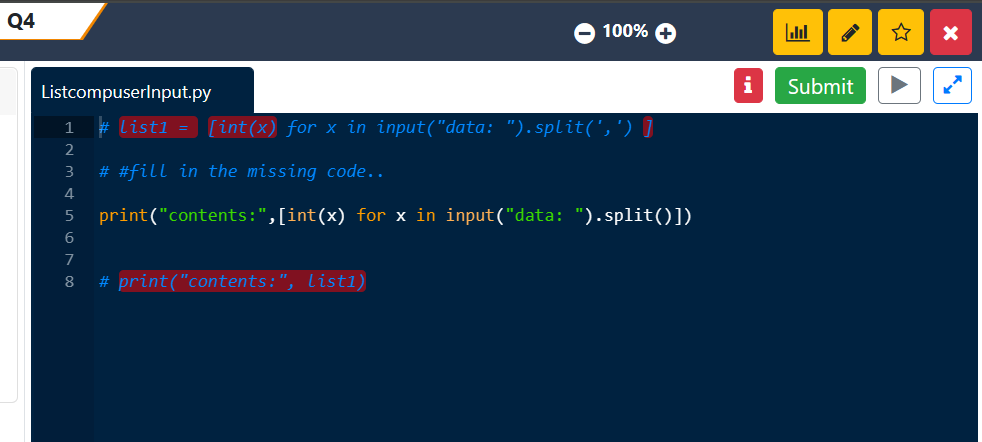 Q4
100%
ListcompuserInput.py
Submit
1 # list1 = [int(x) for x in input("data: ").split(',') ]
2
3 # #fill in the missing code..
4
5 print("contents:",[int(x) for x in input("data: ").split()])
6
7
8 # print("contents:", list1)